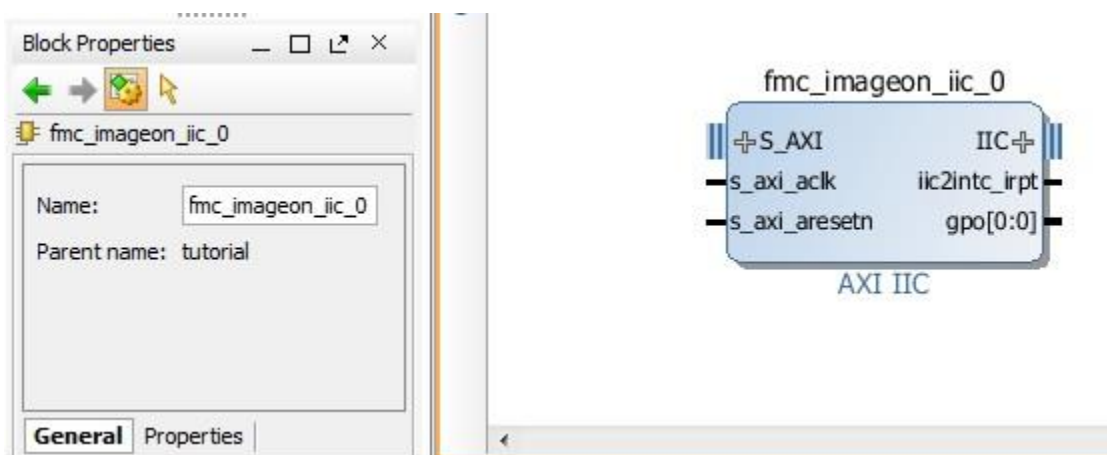 Block Properties
fmc_imageon_iic_0
Name: fmc_imageon_iic_0
Parent name: tutorial
General Properties
fmc_imageon_iic_0
S_AXI IIC
s_axi_aclk iic2intc_irpt
s_axi_aresetn gpo[0:0]
AXI IIC